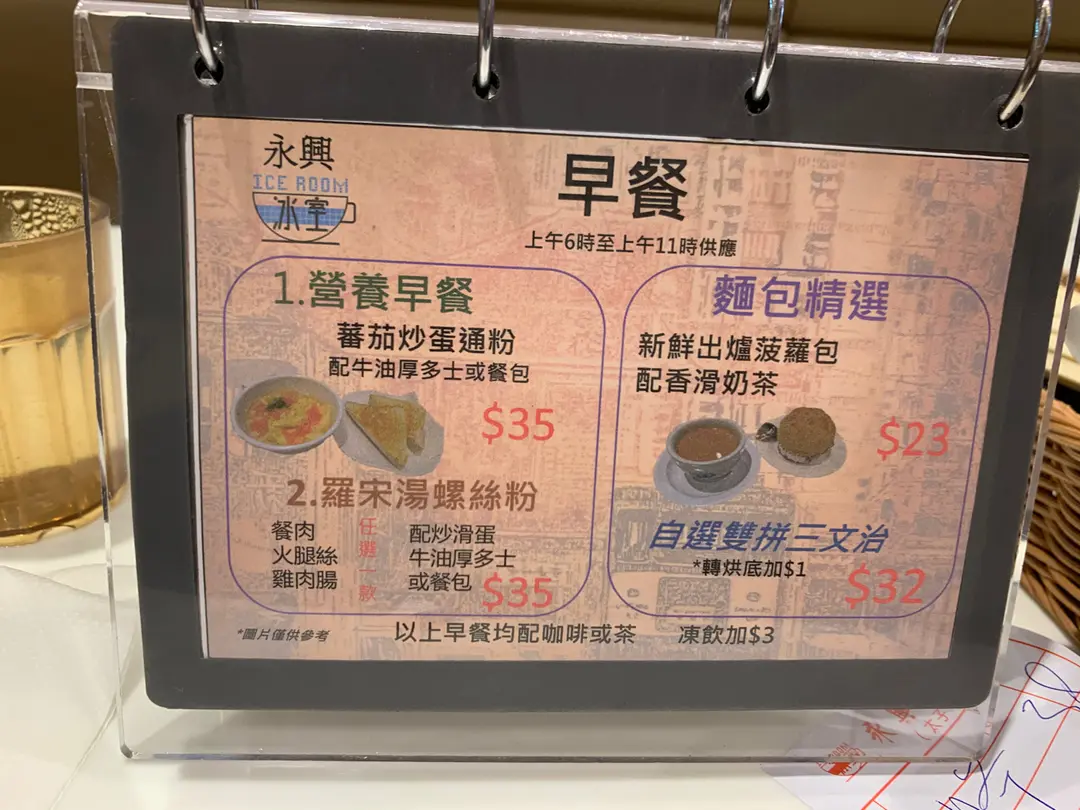 永興
ICE ROOM
冰室
早餐
上午6時至上午11時供應
1.營養早餐
蕃茄炒蛋通粉
配牛油厚多士或餐包
$35
2.羅宋湯螺絲粉
餐肉
火腿絲
雞肉腸
任選一款
配炒滑蛋
牛油厚多士
或餐包
$35
麵包精選
新鮮出爐菠蘿包
配香滑奶茶
$23
自選雙拼三文治
*轉烘底加$1
$32
*圖片僅供參考
以上早餐均配咖啡或茶 凍飲加$3
永興
(太子